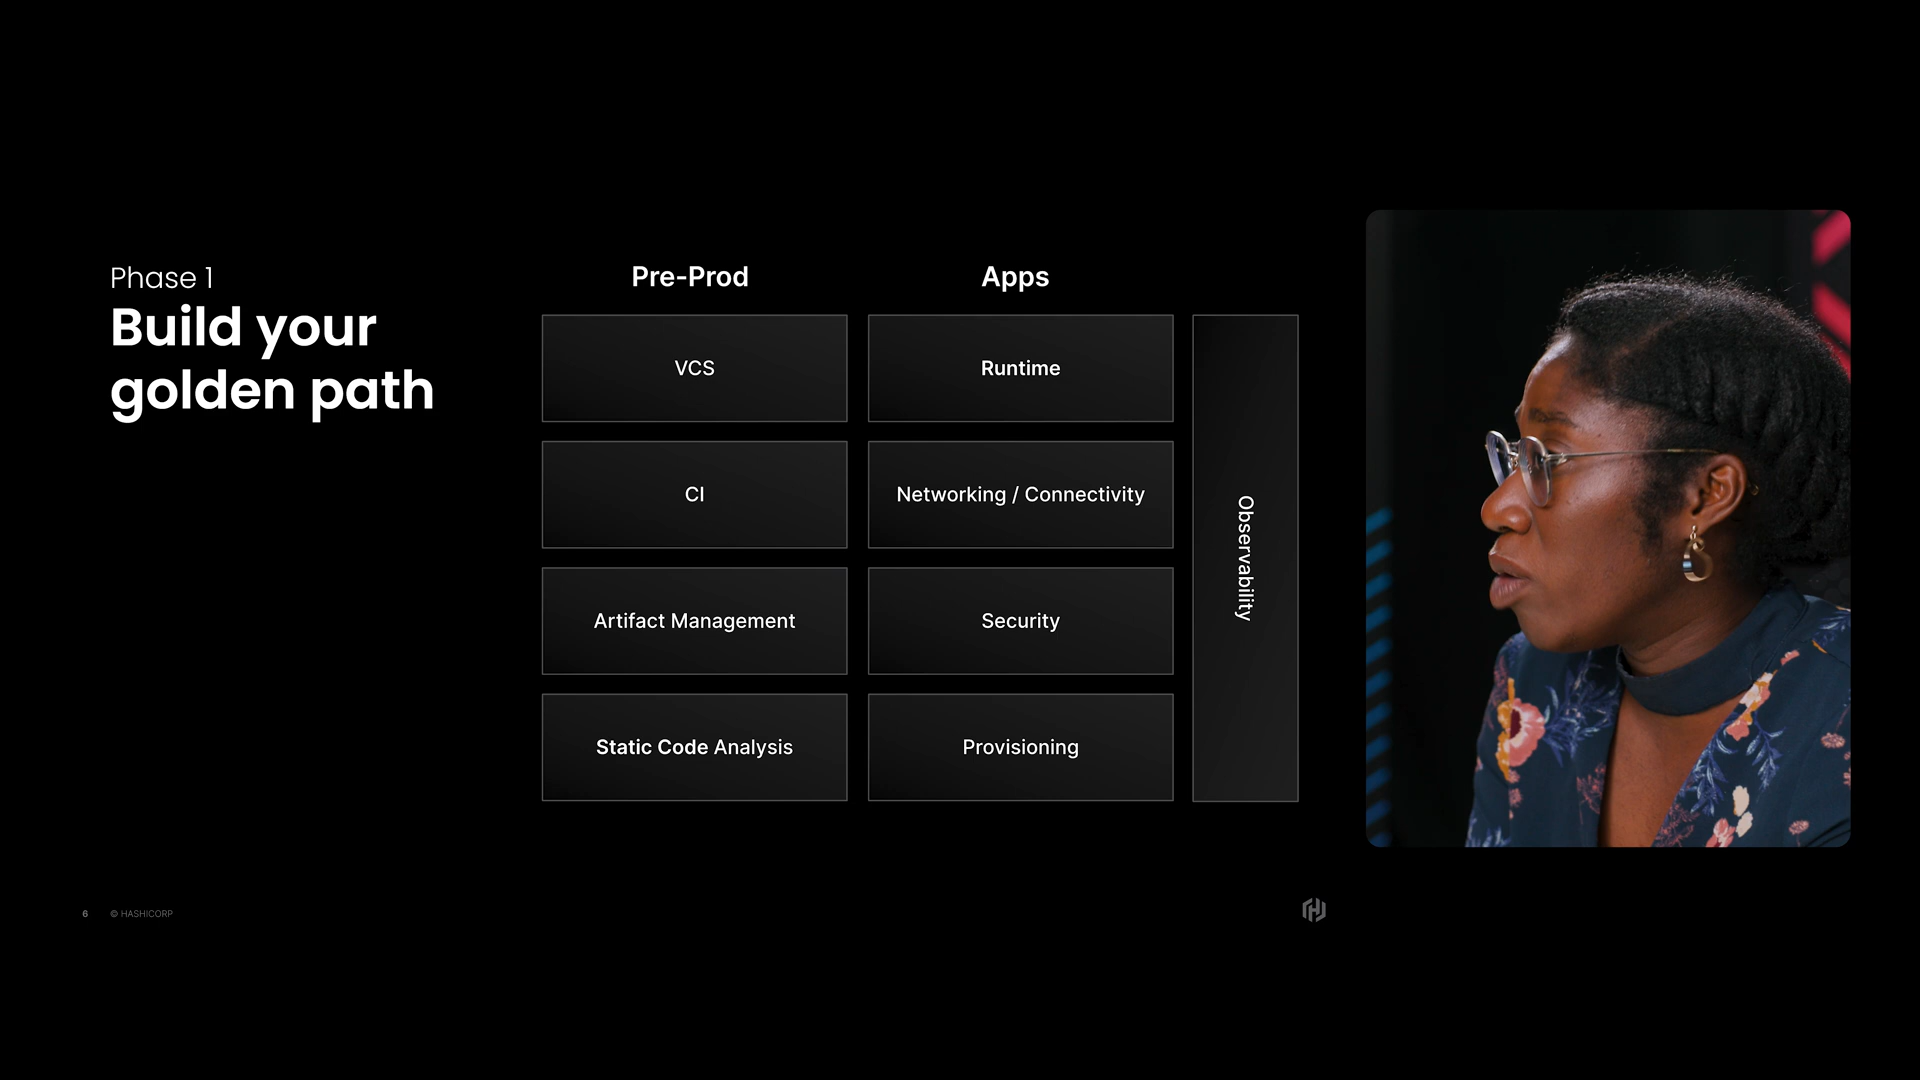 Phase 1
Build your
golden path
Pre-Prod
Apps
VCS
Runtime
CI
Networking / Connectivity
Artifact Management
Security
Static Code Analysis
Provisioning
Observability
6 © HASHICORP